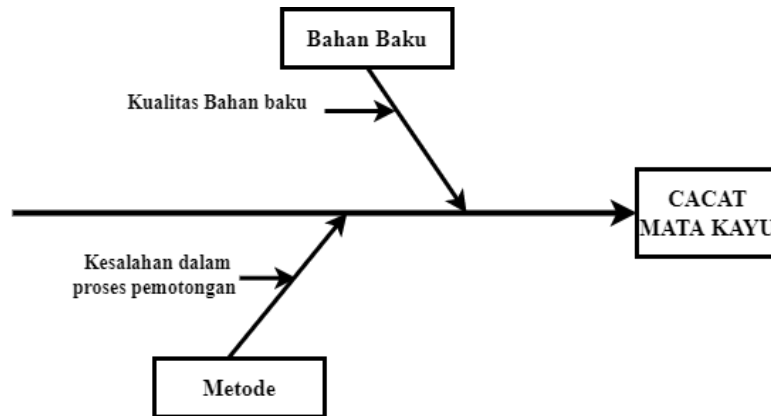 Bahan Baku
Kualitas Bahan baku
CACAT
MATA KAYU
Kesalahan dalam
proses pemotongan
Metode